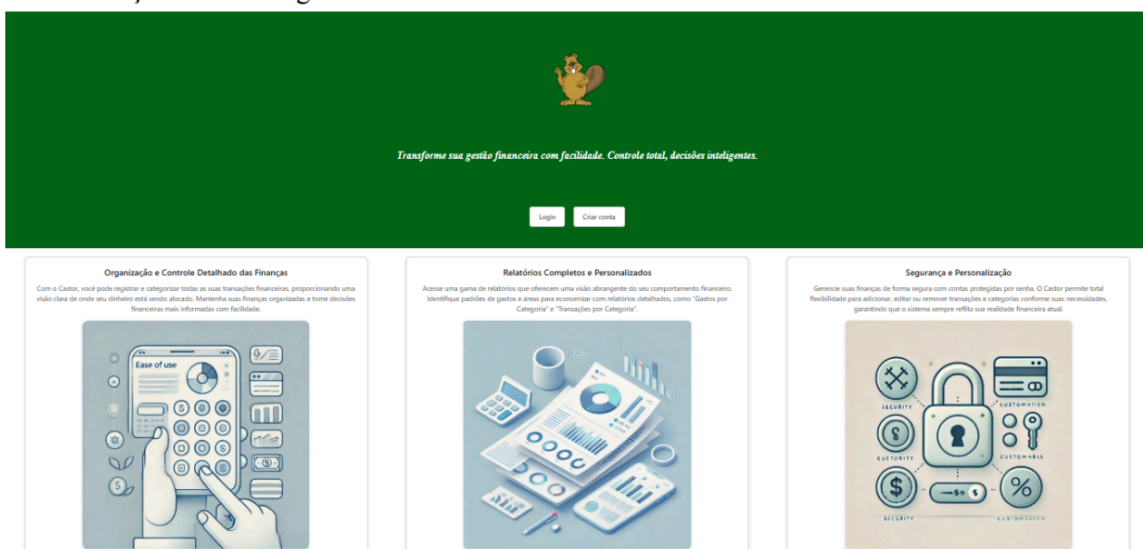 Transforme sua gestão financeira com facilidade. Controle total, decisões inteligentes.
Login
Criar conta
Organização e Controle Detalhado das Finanças
Com o Castor, você pode registrar e categorizar todas as suas transações financeiras, proporcionando uma
visão clara de onde seu dinheiro está sendo alocado. Mantenha suas finanças organizadas e tome decisões
financeiras mais informadas com facilidade.
Ease of use
Relatórios Completos e Personalizados
Acesse uma gama de relatórios que oferecem uma visão abrangente do seu comportamento financeiro.
Identifique padrões de gastos e áreas para economizar com relatórios detalhados, como "Gastos por
Categoria" e "Transações por Categoria".
Segurança e Personalização
Gerencie suas finanças de forma segura com contas protegidas por senha. O Castor permite total
flexibilidade para adicionar, editar ou remover transações e categorias conforme suas necessidades,
garantindo que o sistema sempre reflita sua realidade financeira atual.
SECURITY
CUSTOMABLE
SECURITY